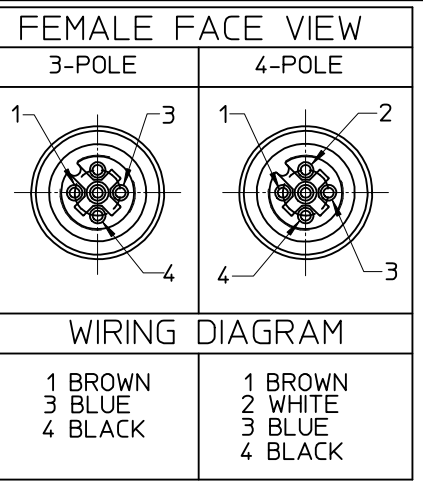 FEMALE FACE VIEW
3-POLE
4-POLE
1
3
4
1
2
4
3
WIRING DIAGRAM
1 BROWN
3 BLUE
4 BLACK
1 BROWN
2 WHITE
3 BLUE
4 BLACK